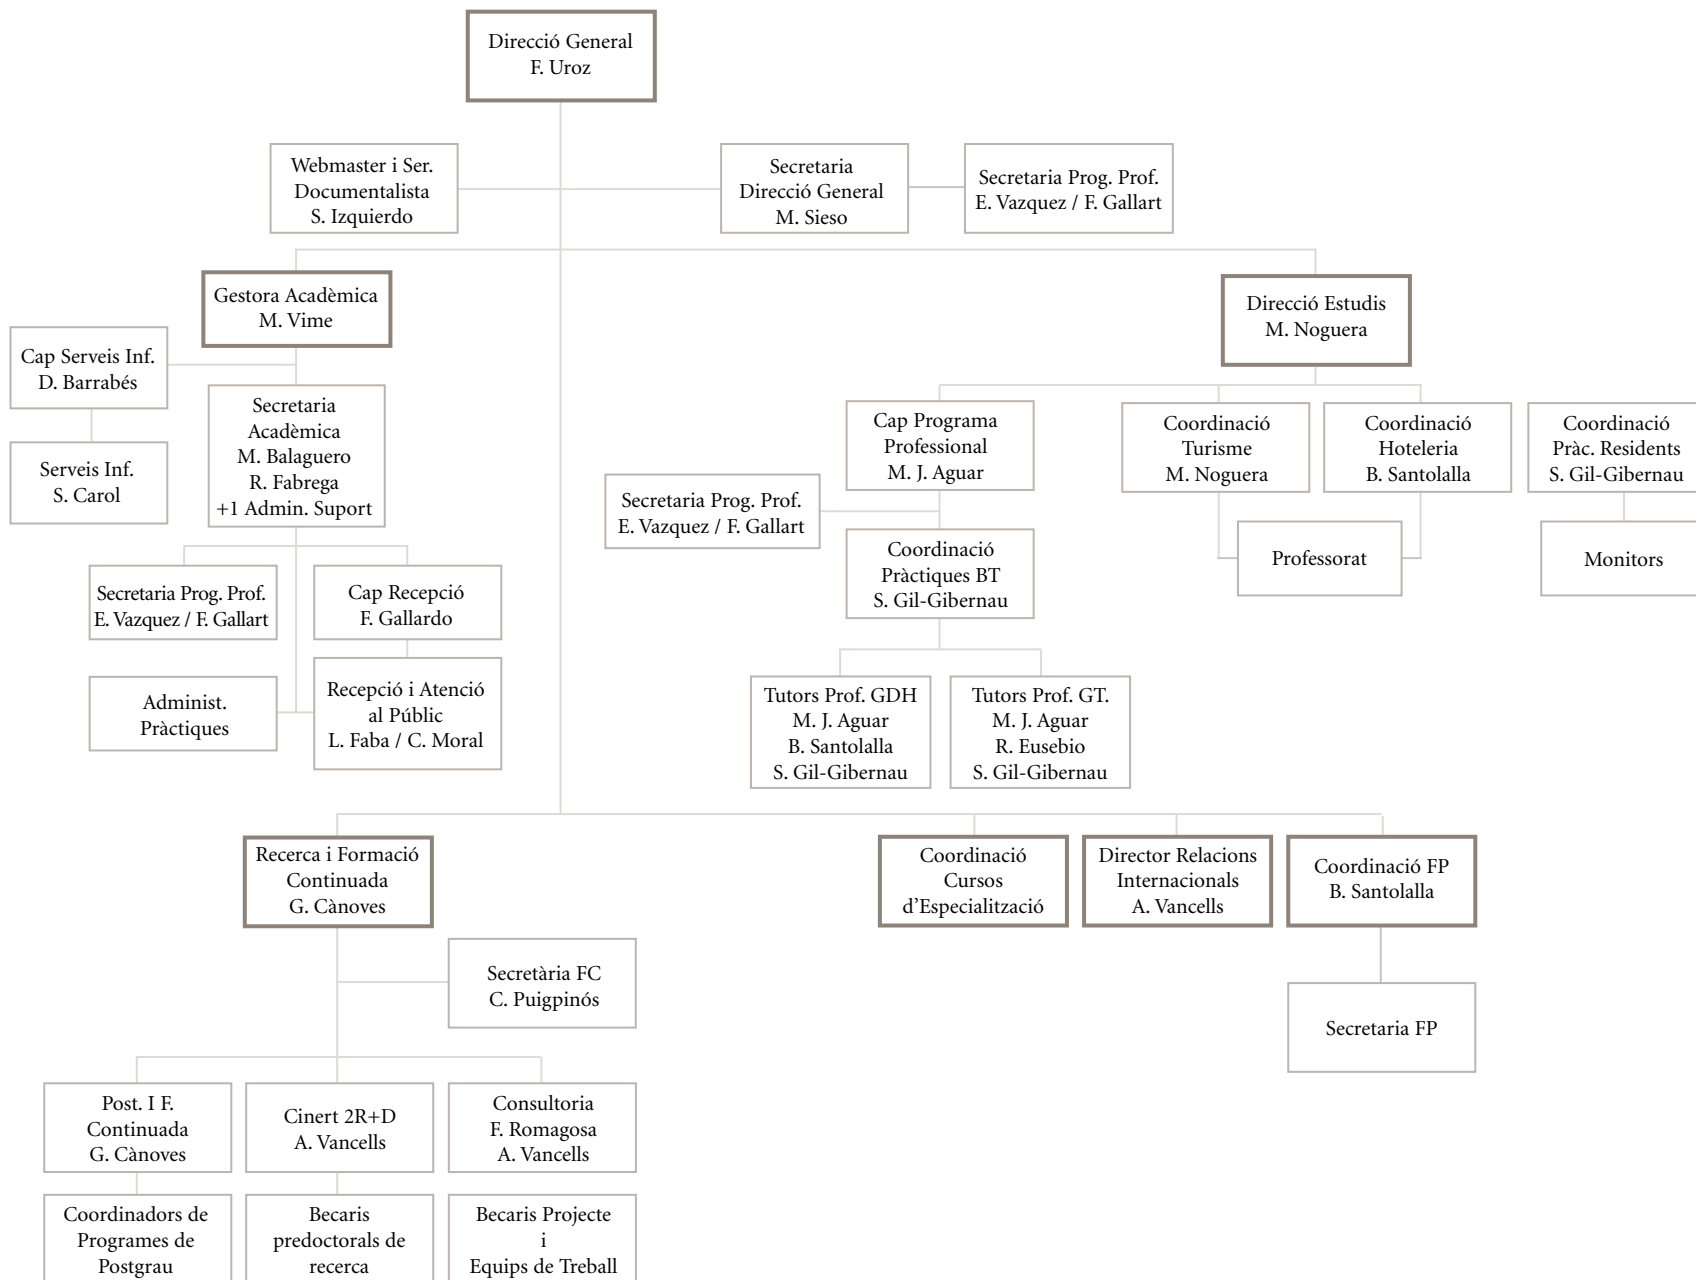 Direcció General
F. Uroz
Webmaster i Ser.
Documentalista
S. Izquierdo
Secretaria
Direcció General
M. Sieso
Secretaria Prog. Prof.
E. Vazquez / F. Gallart
Gestora Acadèmica
M. Vime
Direcció Estudis
M. Noguera
Cap Serveis Inf.
D. Barrabés
Serveis Inf.
S. Carol
Secretaria
Acadèmica
M. Balaguero
R. Fabrega
+1 Admin. Suport
Secretaria Prog. Prof.
E. Vazquez / F. Gallart
Cap Recepció
F. Gallardo
Administ.
Pràctiques
Recepció i Atenció
al Públic
L. Faba / C. Moral
Cap Programa
Professional
M. J. Aguar
Secretaria Prog. Prof.
E. Vazquez / F. Gallart
Coordinació
Pràctiques BT
S. Gil-Gibernau
Tutors Prof. GDH
M. J. Aguar
B. Santolalla
S. Gil-Gibernau
Tutors Prof. GT.
M. J. Aguar
R. Eusebio
S. Gil-Gibernau
Coordinació
Turisme
M. Noguera
Coordinació
Hoteleria
B. Santolalla
Professorat
Coordinació
Pràc. Residents
S. Gil-Gibernau
Monitors
Recerca i Formació
Continuada
G. Cànoves
Coordinació
Cursos
d’Especialització
Director Relacions
Internacionals
A. Vancells
Coordinació FP
B. Santolalla
Secretària FC
C. Puigpinós
Secretaria FP
Post. I F.
Continuada
G. Cànoves
Cinert 2R+D
A. Vancells
Consultoria
F. Romagosa
A. Vancells
Coordinadors de
Programes de
Postgrau
Becaris
predoctorals de
recerca
Becaris Projecte
i
Equips de Treball